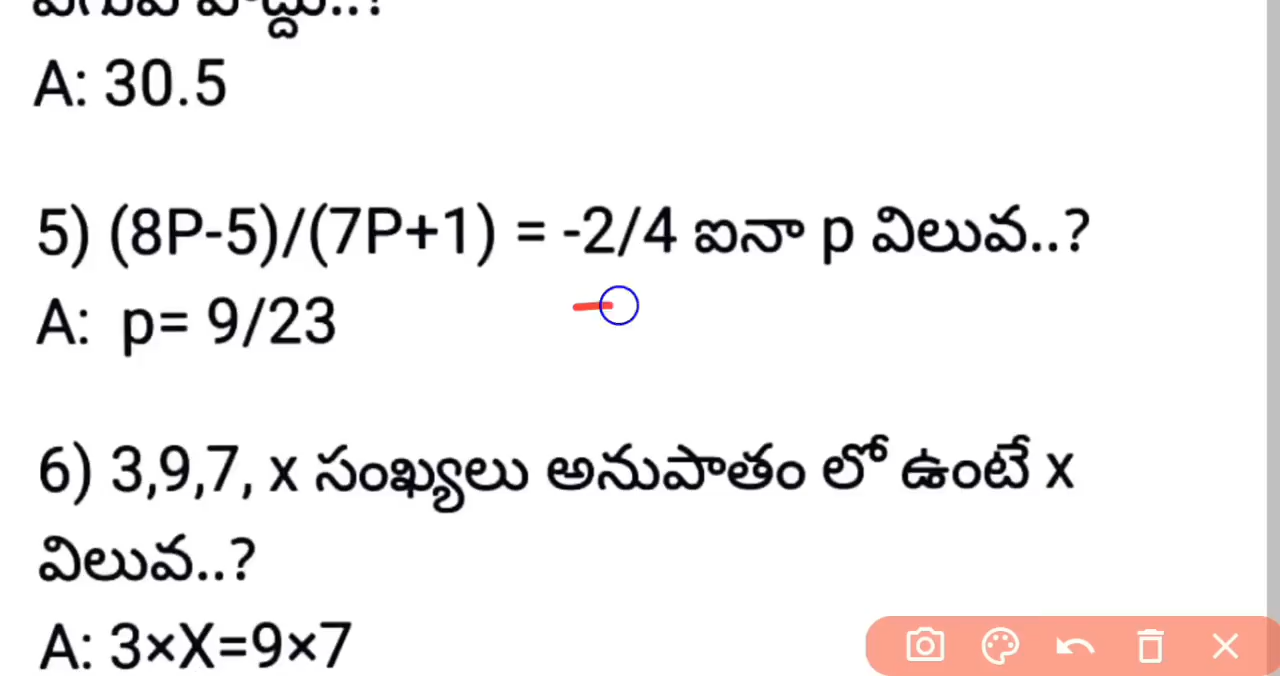 A: 30.5
5) (8P-5)/(7P+1) = -2/4 ఐనా p విలువ..?
A: p= 9/23
6) 3,9,7, x సంఖ్యలు అనుపాతం లో ఉంటే x
విలువ..?
A: 3×X=9×7